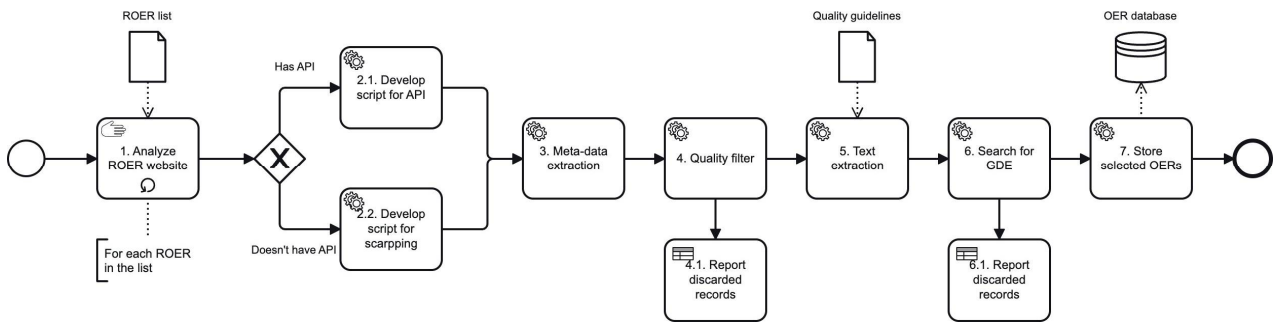 ROER list
Quality guidelines
OER database
Has API
2.1. Develop
script for API
1. Analyze
ROER website
X
3. Meta-data
extraction
4. Quality filter
5. Text
extraction
6. Search for
GDE
7. Store
selected OERs
2.2. Develop
script for
scarpping
Doesn't have API
For each ROER
in the list
4.1. Report
discarded
records
6.1. Report
discarded
records